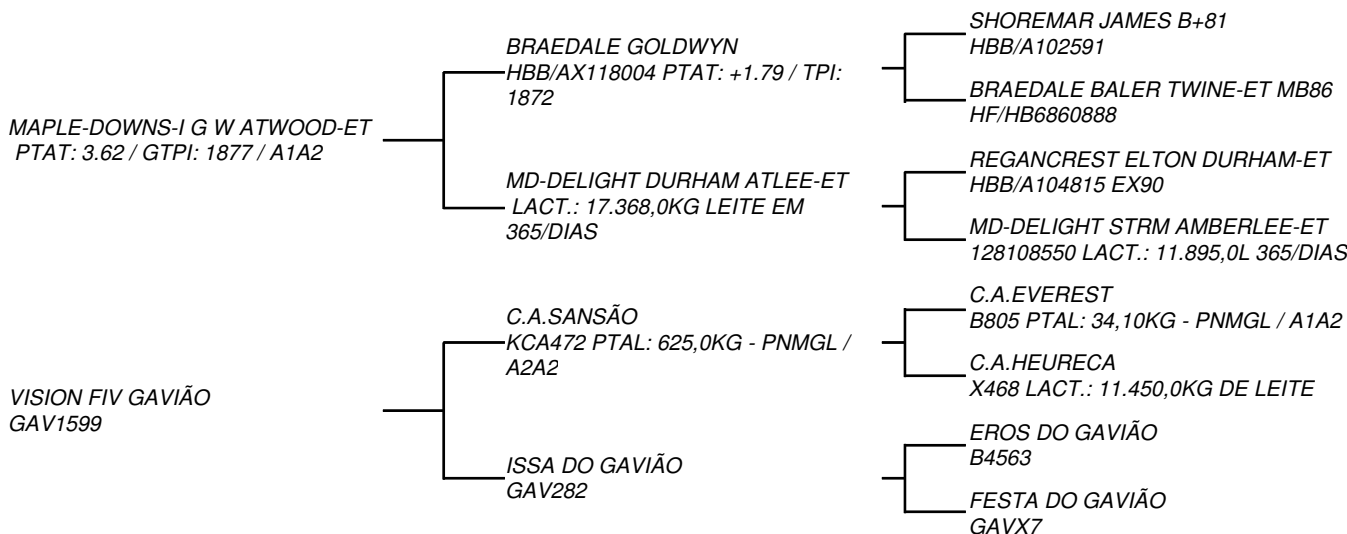 MAPLE-DOWNS-I G W ATWOOD-ET
PTAT: 3.62 / GTPI: 1877 / A1A2
BRAEDALE GOLDWYN
HBB/AX118004 PTAT: +1.79 / TPI:
1872
SHOREMAR JAMES B+81
HBB/A102591
BRAEDALE BALER TWINE-ET MB86
HF/HB6860888
MD-DELIGHT DURHAM ATLEE-ET
LACT.: 17.368,0KG LEITE EM
365/DIAS
REGANCREST ELTON DURHAM-ET
HBB/A104815 EX90
MD-DELIGHT STRM AMBERLEE-ET
128108550 LACT.: 11.895,0L 365/DIAS
VISION FIV GAVIÃO
GAV1599
C.A.SANSÃO
KCA472 PTAL: 625,0KG - PNMGL /
A2A2
C.A.EVEREST
B805 PTAL: 34,10KG - PNMGL / A1A2
C.A.HEURECA
X468 LACT.: 11.450,0KG DE LEITE
ISSA DO GAVIÃO
GAV282
EROS DO GAVIÃO
B4563
FESTA DO GAVIÃO
GAVX7